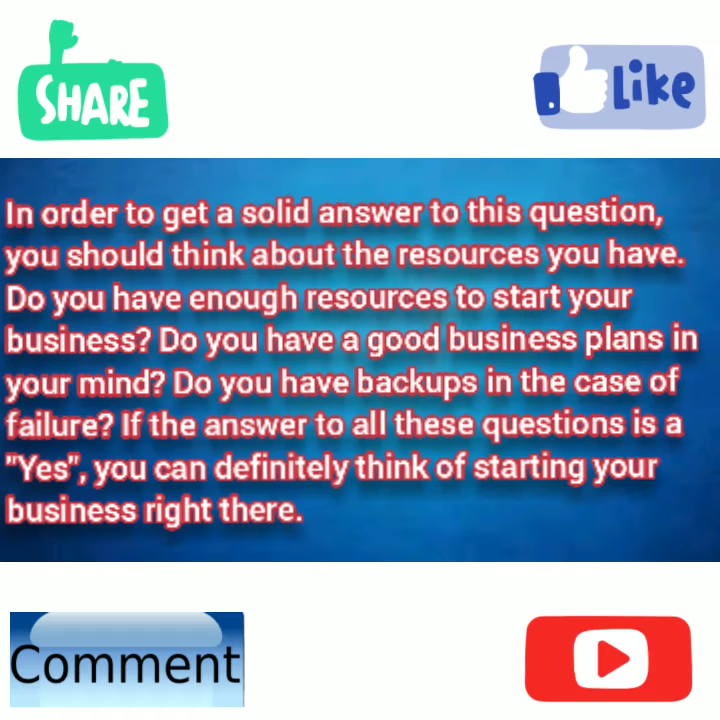 SHARE
Like
In order to get a solid answer to this question,
you should think about the resources you have.
Do you have enough resources to start your
business? Do you have a good business plans in
your mind? Do you have backups in the case of
failure? If the answer to all these questions is a
"Yes", you can definitely think of starting your
business right there.
Comment